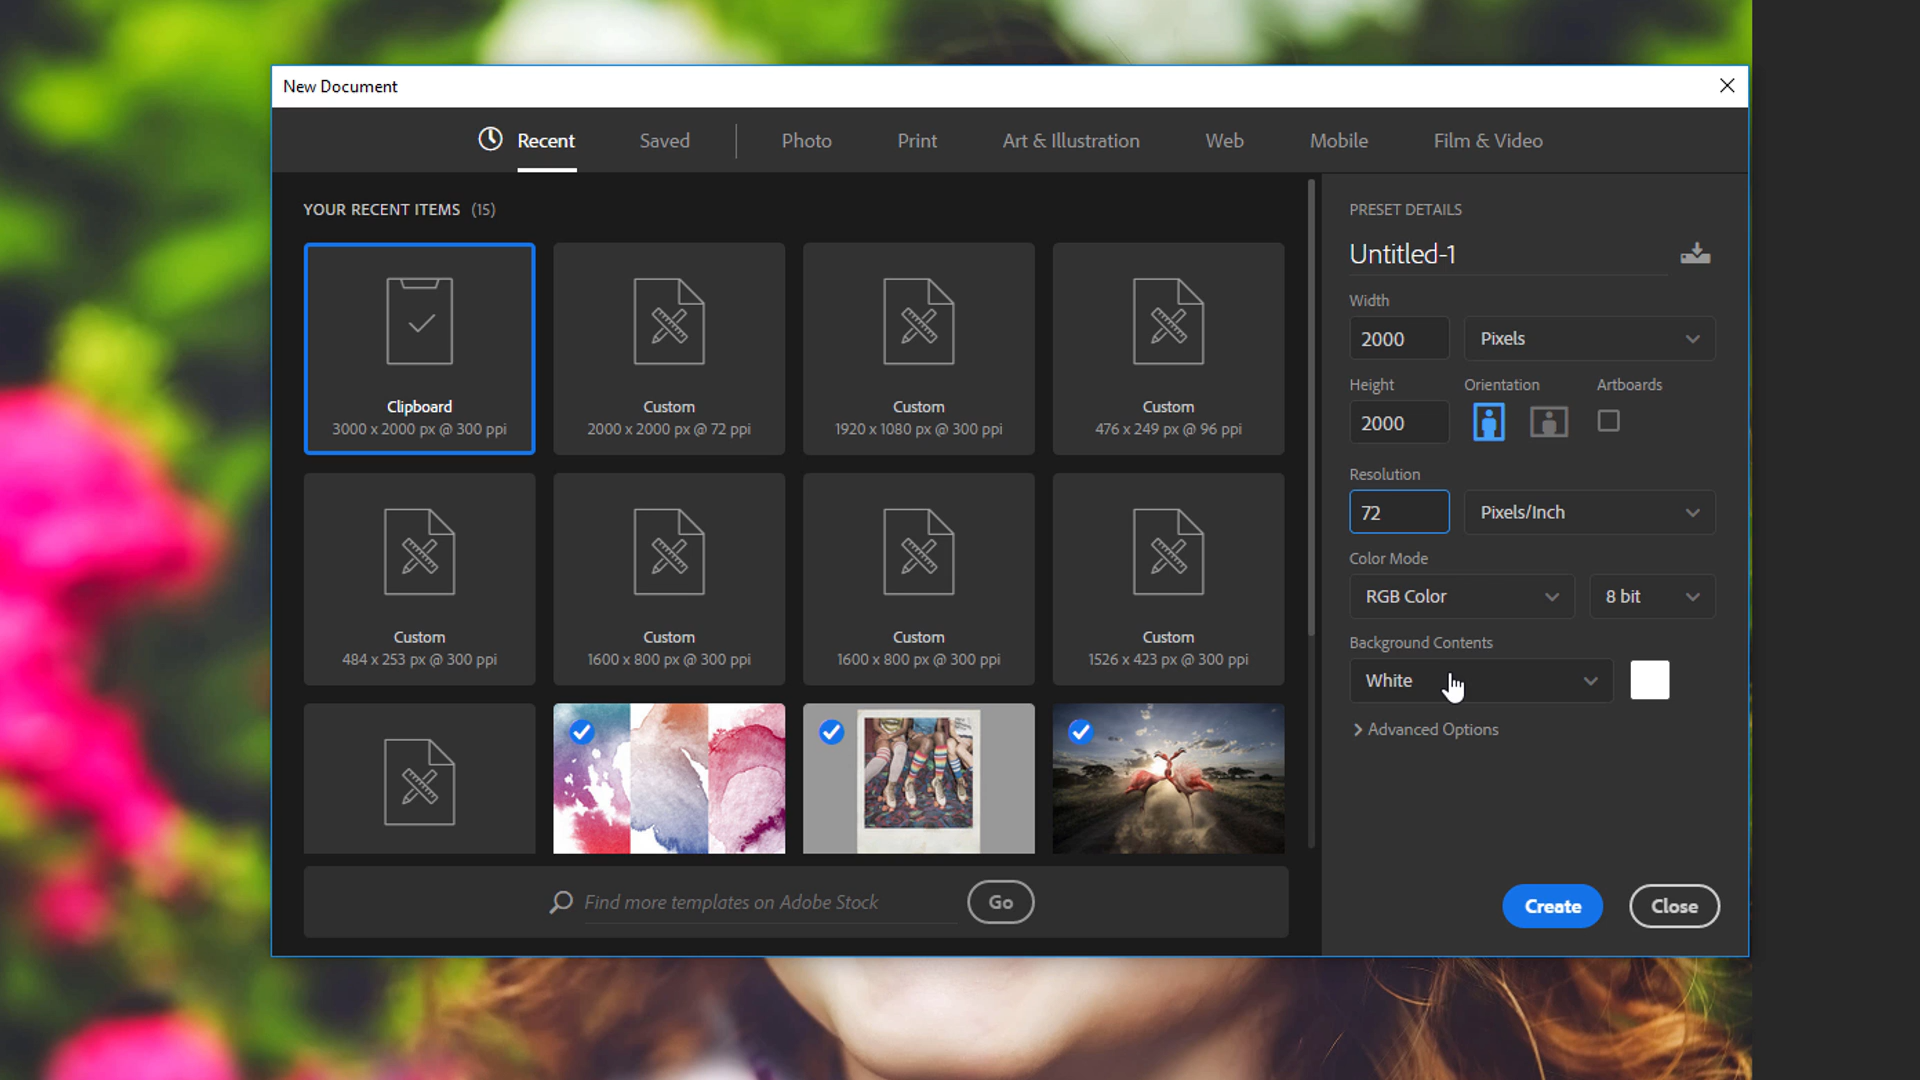 New Document
Recent
Saved
Photo
Print
Art & Illustration
Web
Mobile
Film & Video
YOUR RECENT ITEMS (15)
Clipboard
3000 x 2000 px @ 300 ppi
Custom
2000 x 2000 px @ 72 ppi
Custom
1920 x 1080 px @ 300 ppi
Custom
476 x 249 px @ 96 ppi
Custom
484 x 253 px @ 300 ppi
Custom
1600 x 800 px @ 300 ppi
Custom
1600 x 800 px @ 300 ppi
Custom
1526 x 423 px @ 300 ppi
Find more templates on Adobe Stock
Go
PRESET DETAILS
Untitled-1
Width
2000
Pixels
Height
Orientation
Artboards
2000
Resolution
72
Pixels/Inch
Color Mode
RGB Color
8 bit
Background Contents
White
Advanced Options
Create
Close